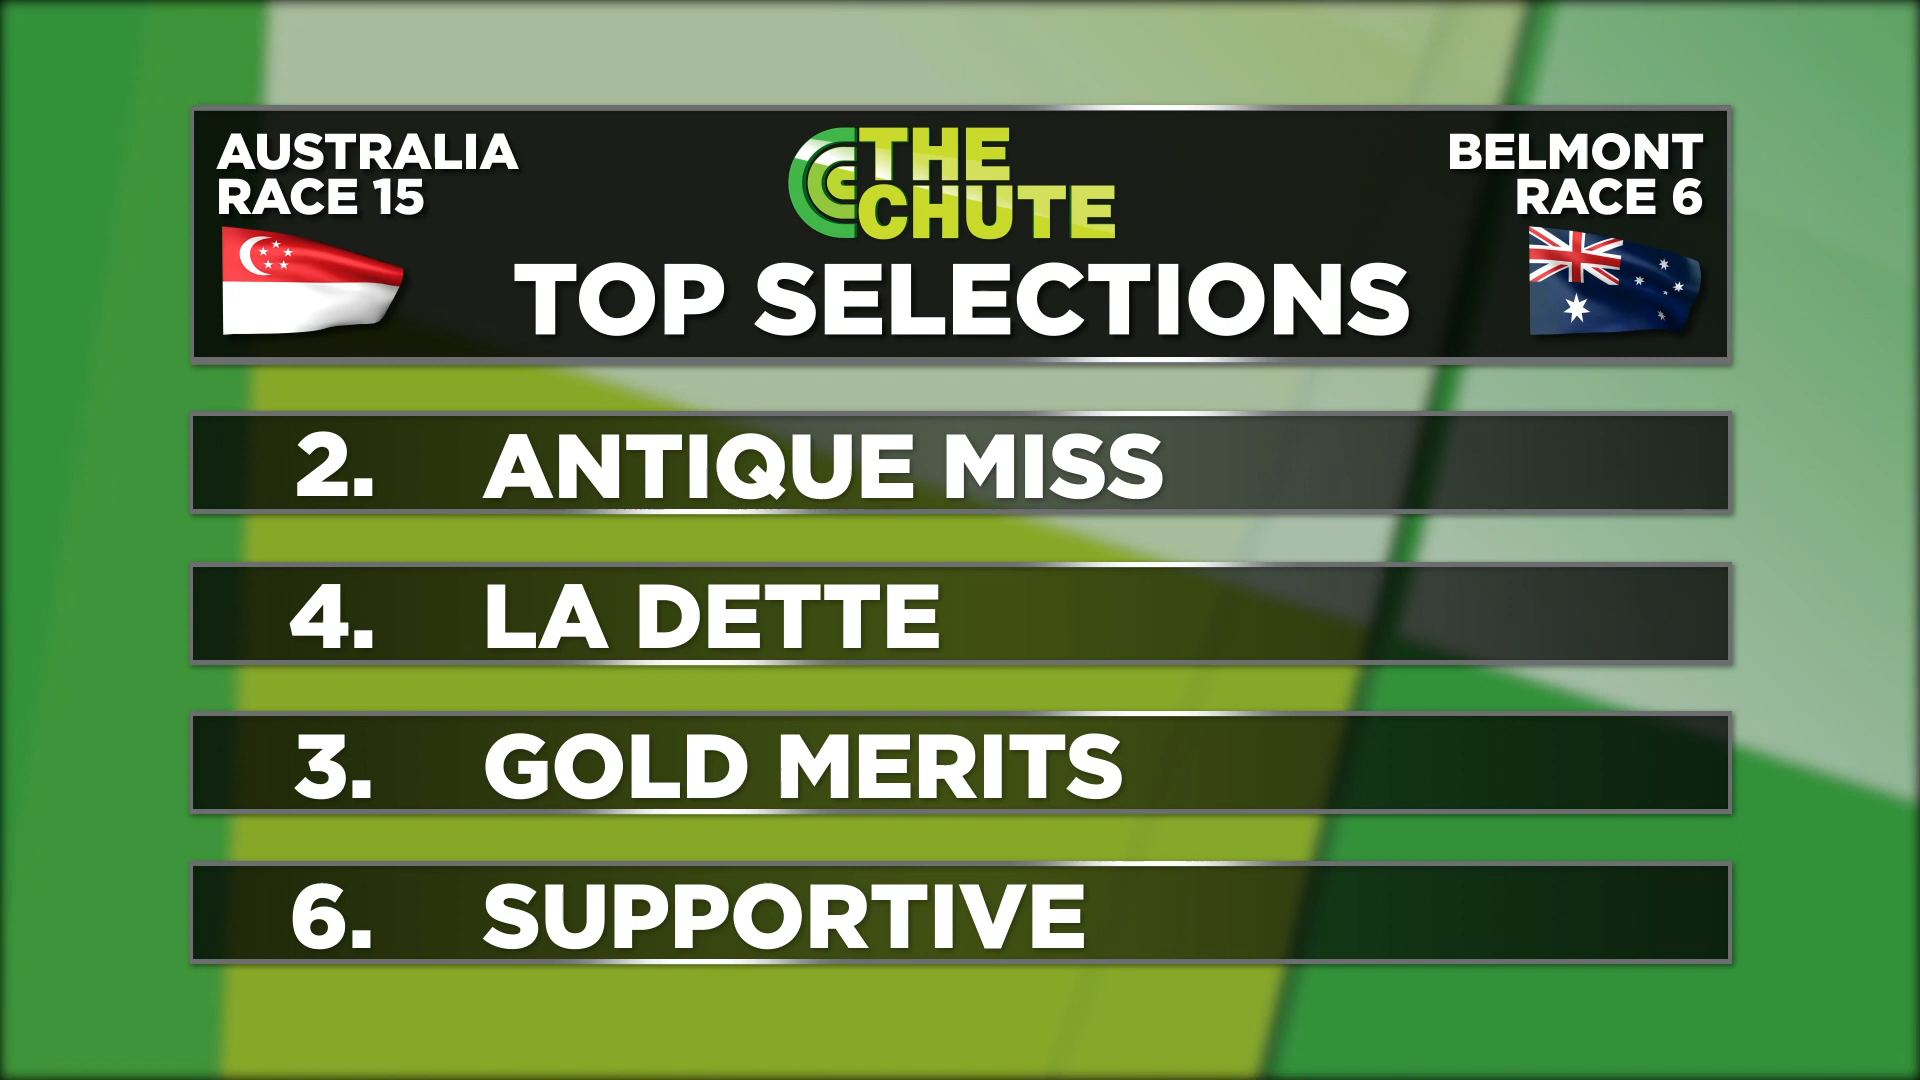 AUSTRALIA
RACE 15
THE
CHUTE
BELMONT
RACE 6
TOP SELECTIONS
2. ANTIQUE MISS
4. LA DETTE
3. GOLD MERITS
6. SUPPORTIVE